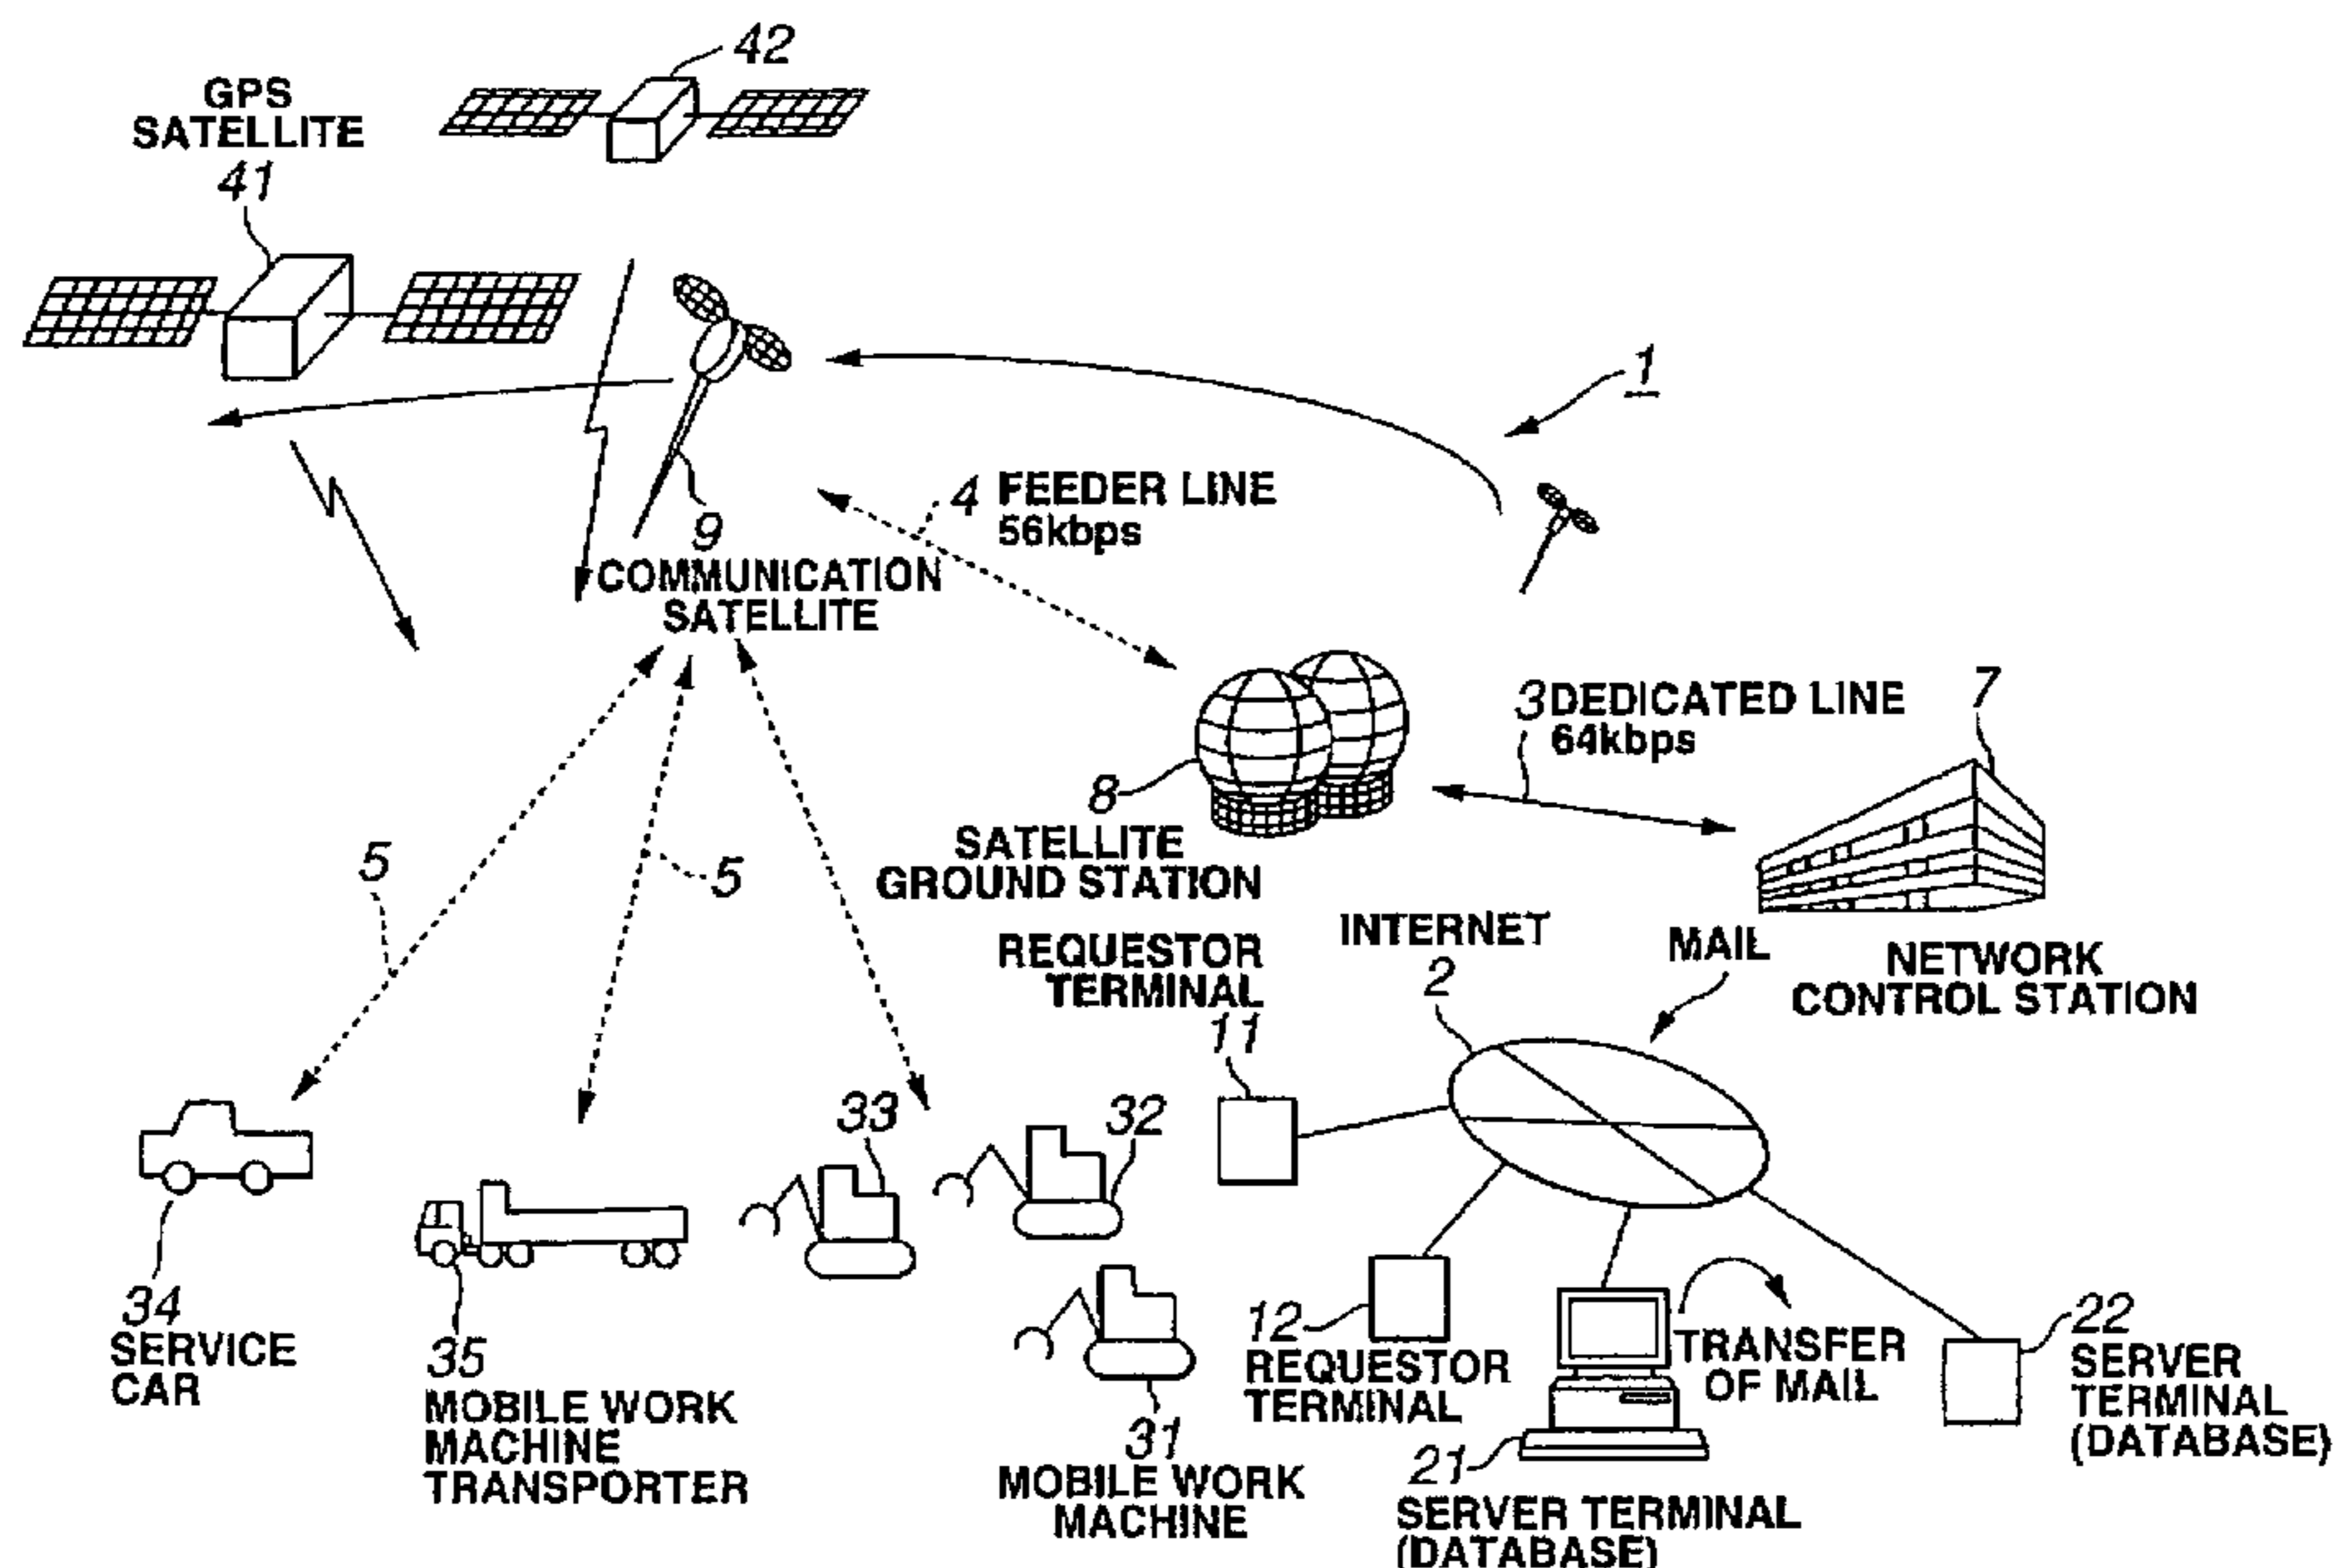 42
GPS
SATELLITE
41
1
4 FEEDER LINE
56kbps
9
COMMUNICATION
SATELLITE
3 DEDICATED LINE
64kbps
7
8
SATELLITE
GROUND STATION
5
5
NETWORK
CONTROL STATION
INTERNET
2
MAIL
REQUESTOR
TERMINAL
11
33
32
34
SERVICE
CAR
35
MOBILE WORK
MACHINE
TRANSPORTER
31
MOBILE WORK
MACHINE
12
REQUESTOR
TERMINAL
TRANSFER
OF MAIL
21
SERVER TERMINAL
(DATABASE)
22
SERVER
TERMINAL
(DATABASE)